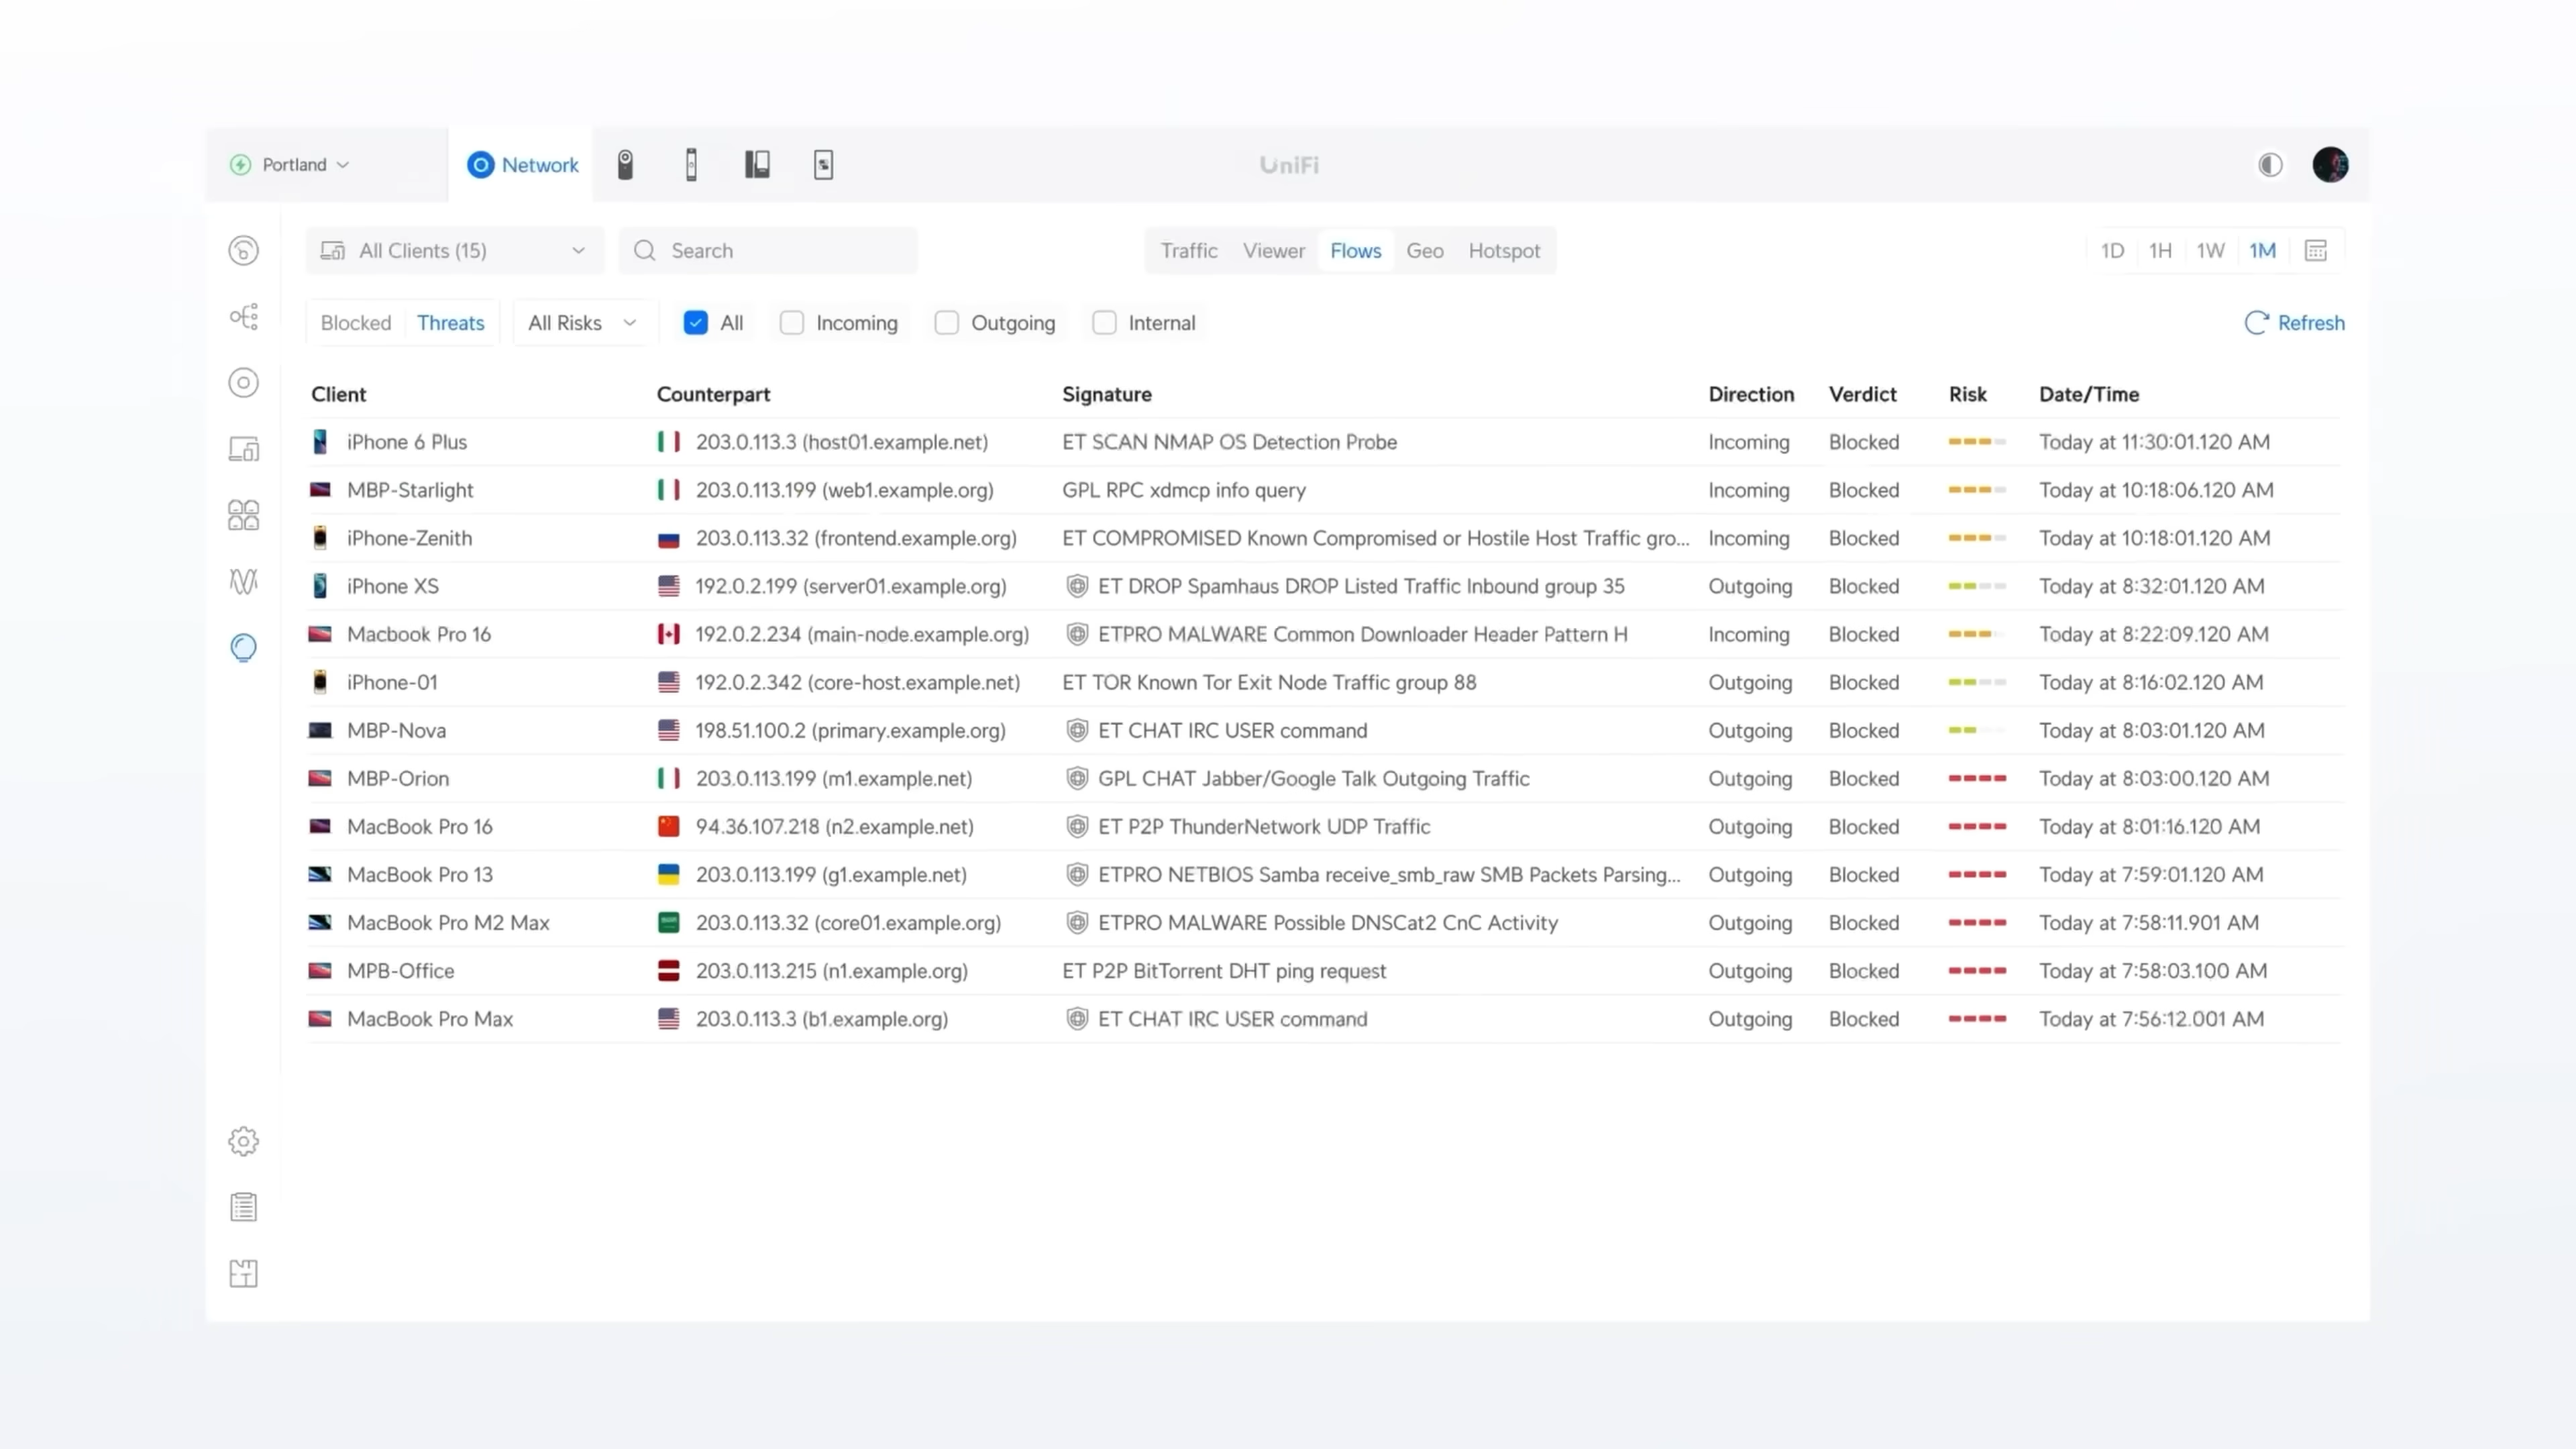 Portland Network UniFi
All Clients (15) Search Traffic Viewer Flows Geo Hotspot 1D 1H 1W 1M
Blocked Threats All Risks All Incoming Outgoing Internal Refresh
Client Counterpart Signature Direction Verdict Risk Date/Time
iPhone 6 Plus 203.0.113.3 (host01.example.net) ET SCAN NMAP OS Detection Probe Incoming Blocked Today at 11:30:01.120 AM
MBP-Starlight 203.0.113.199 (web1.example.org) GPL RPC xdmcp info query Incoming Blocked Today at 10:18:06.120 AM
iPhone-Zenith 203.0.113.32 (frontend.example.org) ET COMPROMISED Known Compromised or Hostile Host Traffic gro... Incoming Blocked Today at 10:18:01.120 AM
iPhone XS 192.0.2.199 (server01.example.org) ET DROP Spamhaus DROP Listed Traffic Inbound group 35 Outgoing Blocked Today at 8:32:01.120 AM
Macbook Pro 16 192.0.2.234 (main-node.example.org) ETPRO MALWARE Common Downloader Header Pattern H Incoming Blocked Today at 8:22:09.120 AM
iPhone-01 192.0.2.342 (core-host.example.net) ET TOR Known Tor Exit Node Traffic group 88 Outgoing Blocked Today at 8:16:02.120 AM
MBP-Nova 198.51.100.2 (primary.example.org) ET CHAT IRC USER command Outgoing Blocked Today at 8:03:01.120 AM
MBP-Orion 203.0.113.199 (m1.example.net) GPL CHAT Jabber/Google Talk Outgoing Traffic Outgoing Blocked Today at 8:03:00.120 AM
MacBook Pro 16 94.36.107.218 (n2.example.net) ET P2P ThunderNetwork UDP Traffic Outgoing Blocked Today at 8:01:16.120 AM
MacBook Pro 13 203.0.113.199 (g1.example.net) ETPRO NETBIOS Samba receive_smb_raw SMB Packets Parsing... Outgoing Blocked Today at 7:59:01.120 AM
MacBook Pro M2 Max 203.0.113.32 (core01.example.org) ETPRO MALWARE Possible DNSCat2 CnC Activity Outgoing Blocked Today at 7:58:11.901 AM
MPB-Office 203.0.113.215 (n1.example.org) ET P2P BitTorrent DHT ping request Outgoing Blocked Today at 7:58:03.100 AM
MacBook Pro Max 203.0.113.3 (b1.example.org) ET CHAT IRC USER command Outgoing Blocked Today at 7:56:12.001 AM